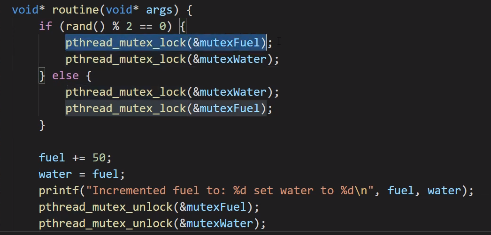 void* routine(void* args) {
    if (rand() % 2 == 0) {
        pthread_mutex_lock(&mutexFuel);
        pthread_mutex_lock(&mutexWater);
    } else {
        pthread_mutex_lock(&mutexWater);
        pthread_mutex_lock(&mutexFuel);
    }

    fuel += 50;
    water = fuel;
    printf("Incremented fuel to: %d set water to %d\n", fuel, water);
    pthread_mutex_unlock(&mutexFuel);
    pthread_mutex_unlock(&mutexWater);